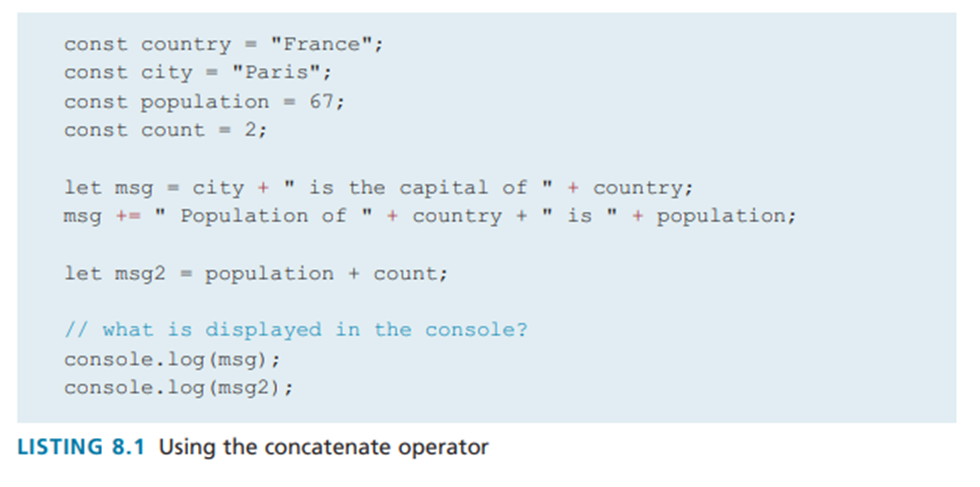 const country = "France";
const city = "Paris";
const population = 67;
const count = 2;
let msg = city + " is the capital of " + country;
msg += " Population of " + country + " is " + population;
let msg2 = population + count;
// what is displayed in the console?
console.log(msg);
console.log(msg2);
LISTING 8.1 Using the concatenate operator